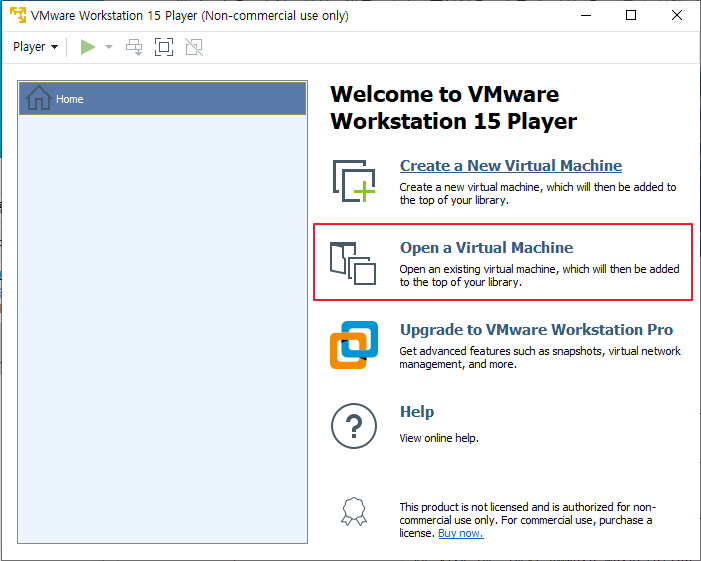 VMware Workstation 15 Player (Non-commercial use only)
Player
Home
Welcome to VMware
Workstation 15 Player
Create a New Virtual Machine
Create a new virtual machine, which will then be added to
the top of your library.
Open a Virtual Machine
Open an existing virtual machine, which will then be added
to the top of your library.
Upgrade to VMware Workstation Pro
Get advanced features such as snapshots, virtual network
management, and more.
Help
View online help.
This product is not licensed and is authorized for non-
commercial use only. For commercial use, purchase a
license. Buy now.